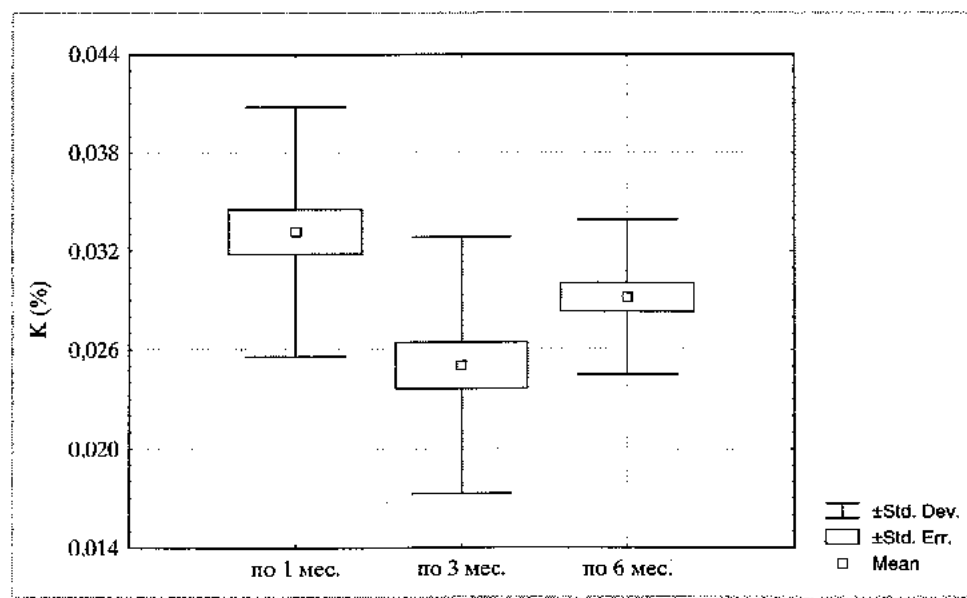 0,044
0,038
0,032
0,026
0,020
0,014
K (%)
по 1 мес.
по 3 мес.
по 6 мес.
±Std. Dev.
±Std. Err.
Mean